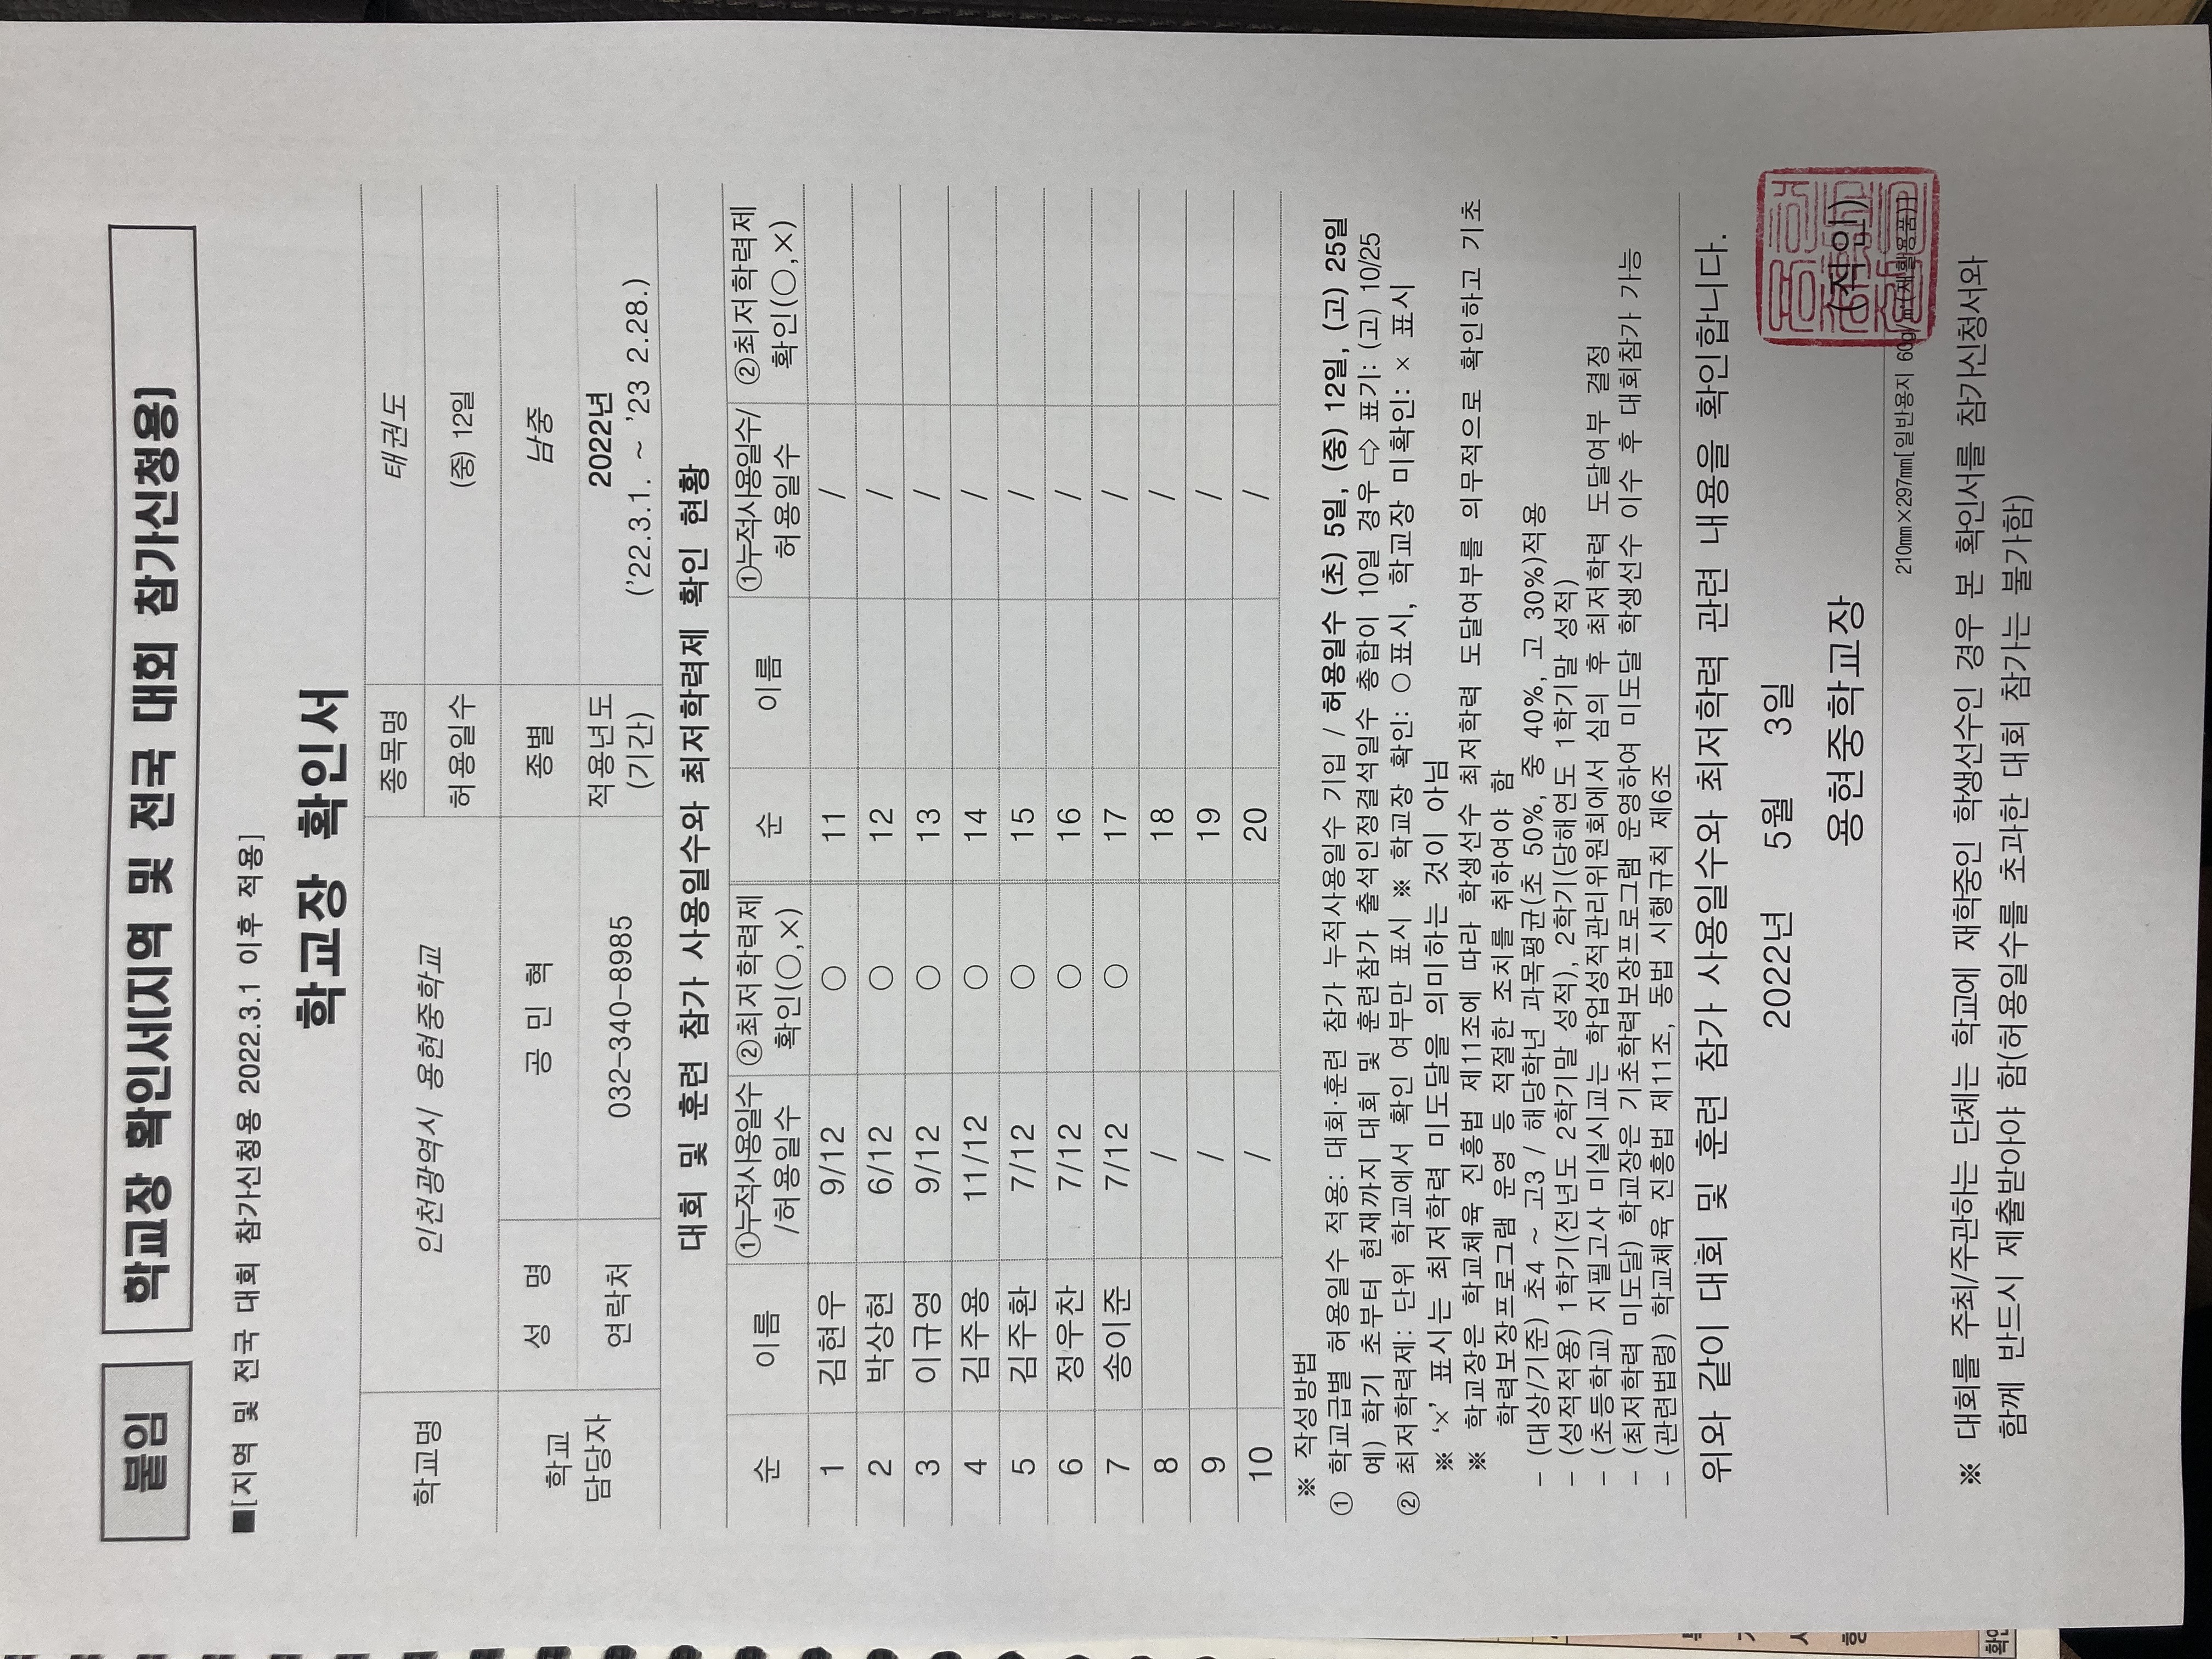 붙임
학교장 확인서(지역 및 전국 대회 참가신청용)
■[지역 및 전국 대회 참가신청용 2022.3.1 이후 적용]
학교장 확인서
학교명 인천광역시 용현중학교 종목명 태권도
허용일수 (중) 12일
학교 담당자 성 명 공 민 혁 종별 남중
연락처 032-340-8985 적용년도 (기간) 2022년 ('22.3.1. ~ '23 2.28.)
대회 및 훈련 참가 사용일수와 최저학력제 확인 현황
순 이름 ①누적사용일수/허용일수 ②최저학력제 확인(○,×) 순 이름 ①누적사용일수/허용일수 ②최저학력제 확인(○,×)
1 김현우 9/12 ○ 11 /
2 박상현 6/12 ○ 12 /
3 이규영 9/12 ○ 13 /
4 김주용 11/12 ○ 14 /
5 김주환 7/12 ○ 15 /
6 정우찬 7/12 ○ 16 /
7 송이준 7/12 ○ 17 /
8 / 18 /
9 / 19 /
10 / 20 /
※ 작성방법
① 학교급별 허용일수 적용: 대회·훈련 참가 누적사용일수 기입 / 허용일수 (초) 5일, (중) 12일, (고) 25일
예) 학기 초부터 현재까지 대회 및 훈련참가 출석인정결석일수 총합이 10일 경우 ⇨ 표기: (고) 10/25
② 최저학력제: 단위 학교에서 확인 여부만 표시 ※ 학교장 확인: ○표시, 학교장 미확인: × 표시
※ '×' 표시는 최저학력 미도달을 의미하는 것이 아님
※ 학교장은 학교체육 진흥법 제11조에 따라 학생선수 최저학력 도달여부를 의무적으로 확인하고 기초
학력보장프로그램 운영 등 적절한 조치를 취하여야 함
- (대상/기준) 초4 ~ 고3 / 해당학년 과목평균(초 50%, 중 40%, 고 30%)적용
- (성적적용) 1학기(전년도 2학기말 성적), 2학기(당해연도 1학기말 성적)
- (초등학교) 지필고사 미실시교는 학업성적관리위원회에서 심의 후 최저학력 도달여부 결정
- (최저학력 미도달) 학교장은 기초학력보장프로그램 운영하여 미도달 학생선수 이수 후 대회참가 가능
- (관련법령) 학교체육 진흥법 제11조, 동법 시행규칙 제6조
위와 같이 대회 및 훈련 참가 사용일수와 최저학력 관련 내용을 확인합니다.
2022년 5월 3일
용현중학교장 (직인)
210㎜×297㎜[일반용지 60g/㎡(재활용품)]
※ 대회를 주최/주관하는 단체는 학교에 재학중인 학생선수인 경우 본 확인서를 참가신청서와
함께 반드시 제출받아야 함(허용일수를 초과한 대회 참가는 불가함)